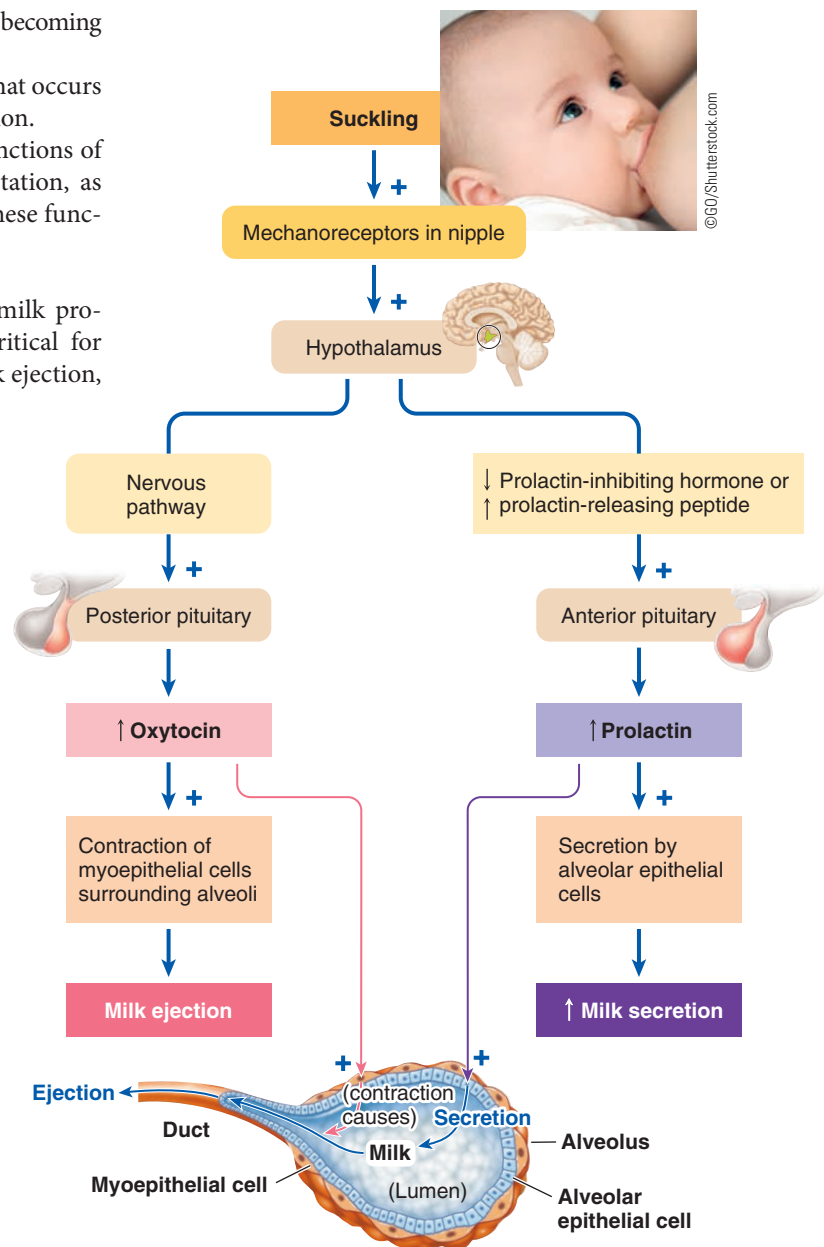 becoming
hat occurs
ion.
nctions of
tation, as
hese func-
milk pro-
ritical for
k ejection,
©GO/Shutterstock.com
Suckling
+
Mechanoreceptors in nipple
+
Hypothalamus
Nervous
pathway
↓ Prolactin-inhibiting hormone or
↑ prolactin-releasing peptide
+
+
Posterior pituitary
Anterior pituitary
↑ Oxytocin
↑ Prolactin
+
+
Contraction of
myoepithelial cells
surrounding alveoli
Secretion by
alveolar epithelial
cells
Milk ejection
↑ Milk secretion
+
+
Ejection
(contraction
causes)
Secretion
Duct
Milk
Alveolus
Myoepithelial cell
(Lumen)
Alveolar
epithelial cell